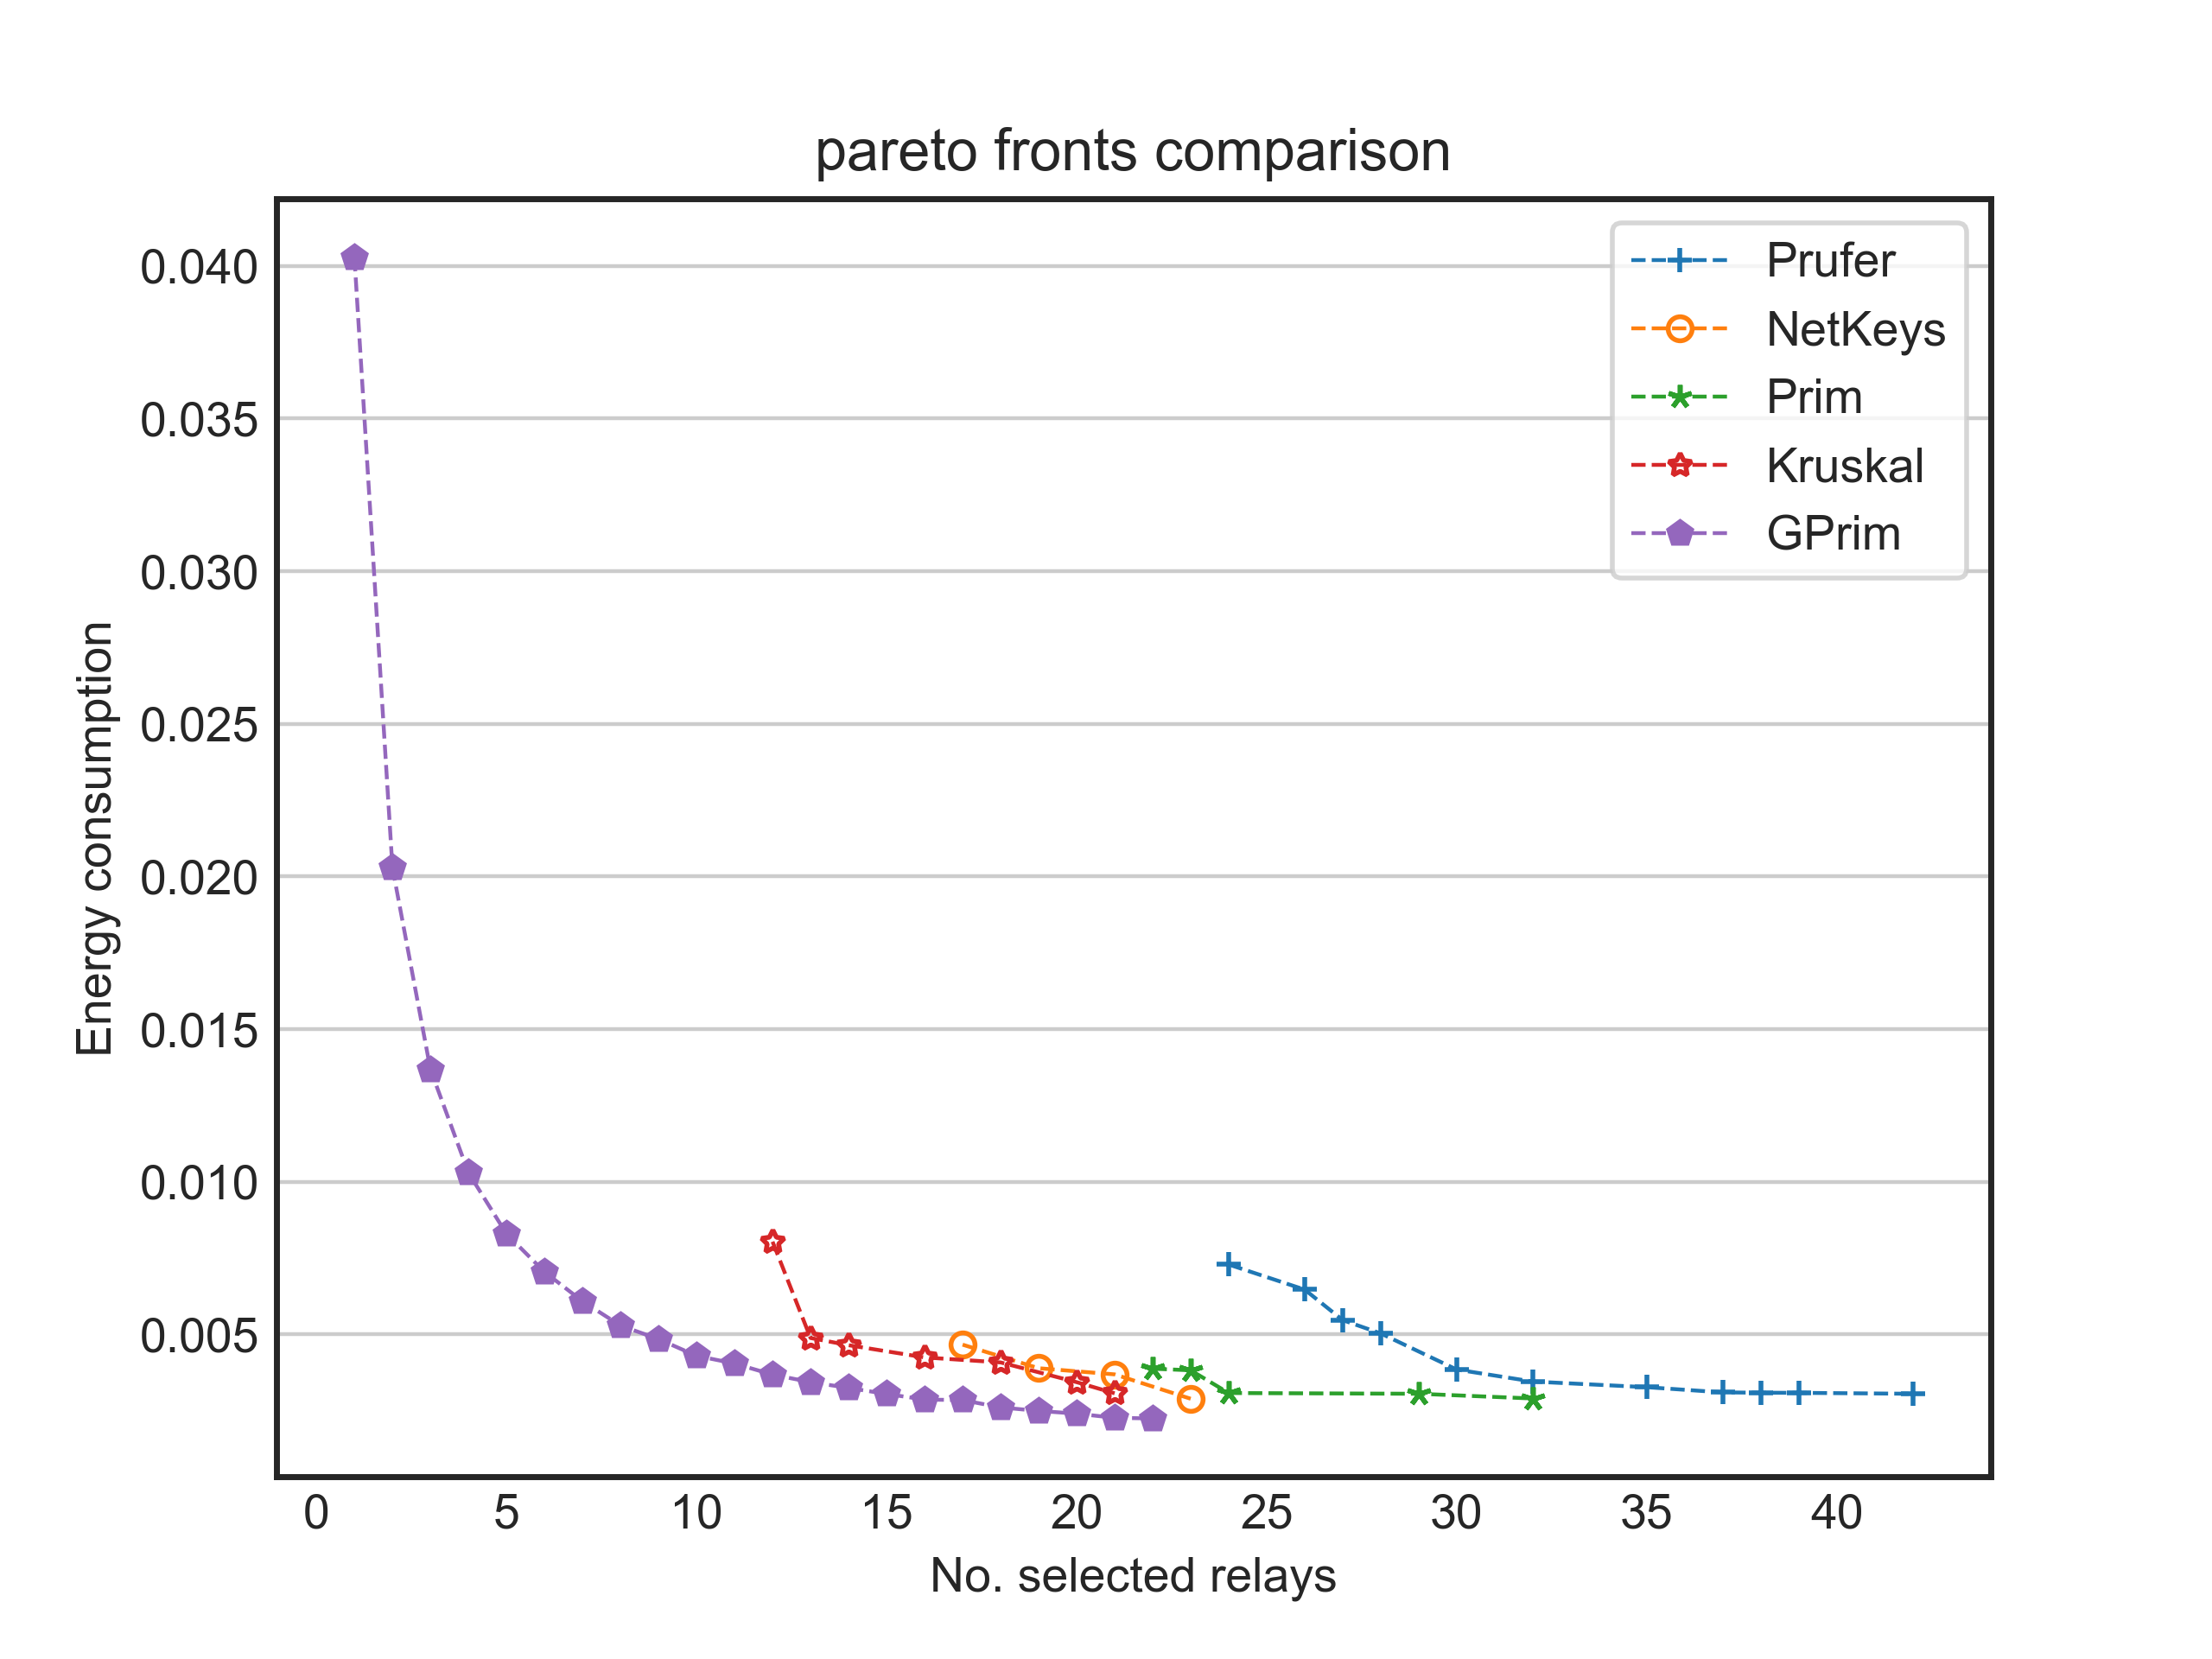 pareto fronts comparison
0.040
0.035
0.030
0.025
0.020
0.015
0.010
0.005
Energy consumption
Prufer
NetKeys
Prim
Kruskal
GPrim
0 5 10 15 20 25 30 35 40
No. selected relays